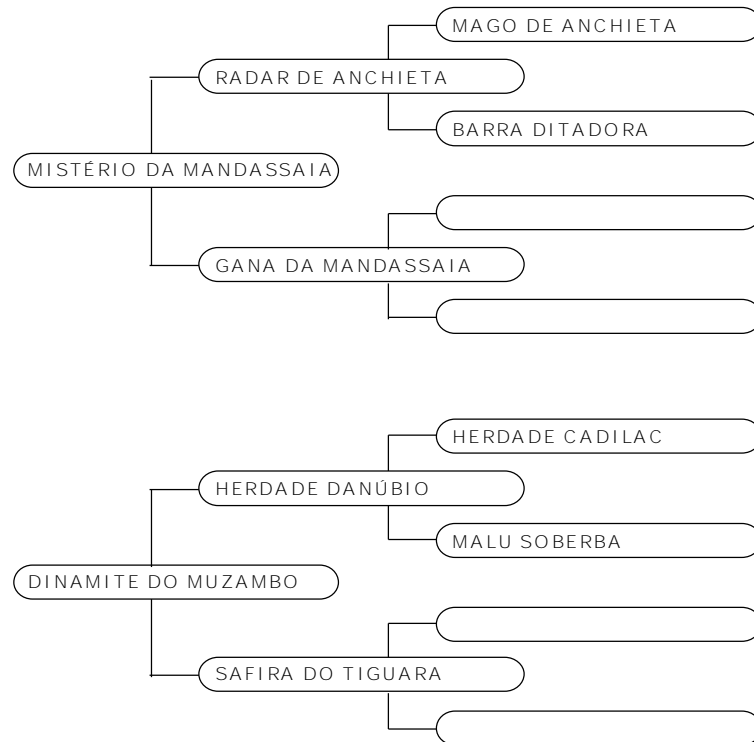 MAGO DE ANCHIETA
RADAR DE ANCHIETA
BARRA DITADORA
MISTÉRIO DA MANDASSAIA
GANA DA MANDASSAIA
HERDADE CADILAC
HERDADE DANÚBIO
MALU SOBERBA
DINAMITE DO MUZAMBO
SAFIRA DO TIGUARA